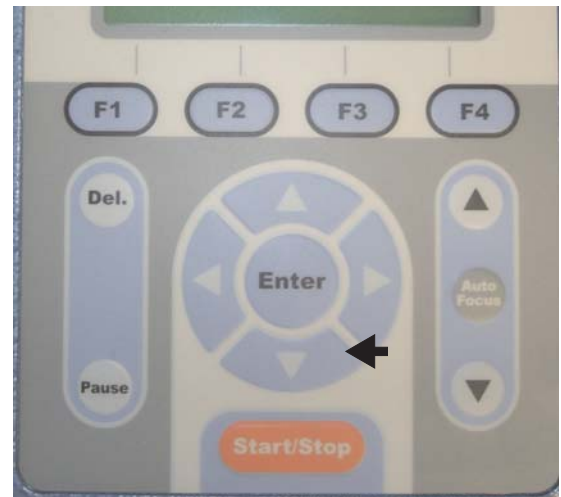 F1 F2 F3 F4
Del.
Enter
Auto
Focus
Pause
Start/Stop